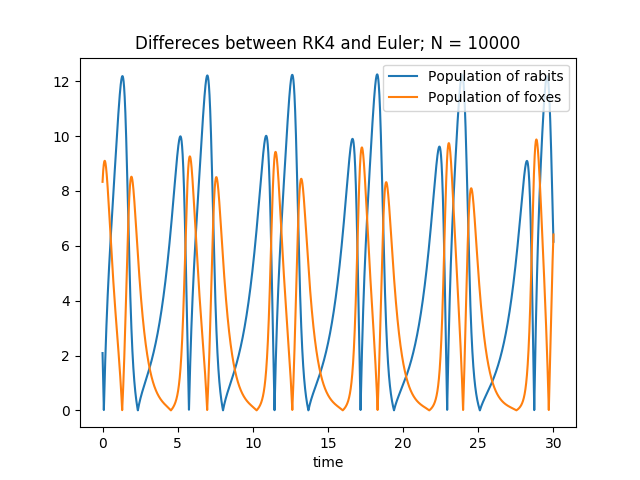 Differeces between RK4 and Euler; N = 10000
Population of rabits
Population of foxes
12
10
8
6
4
2
0
0 5 10 15 20 25 30
time